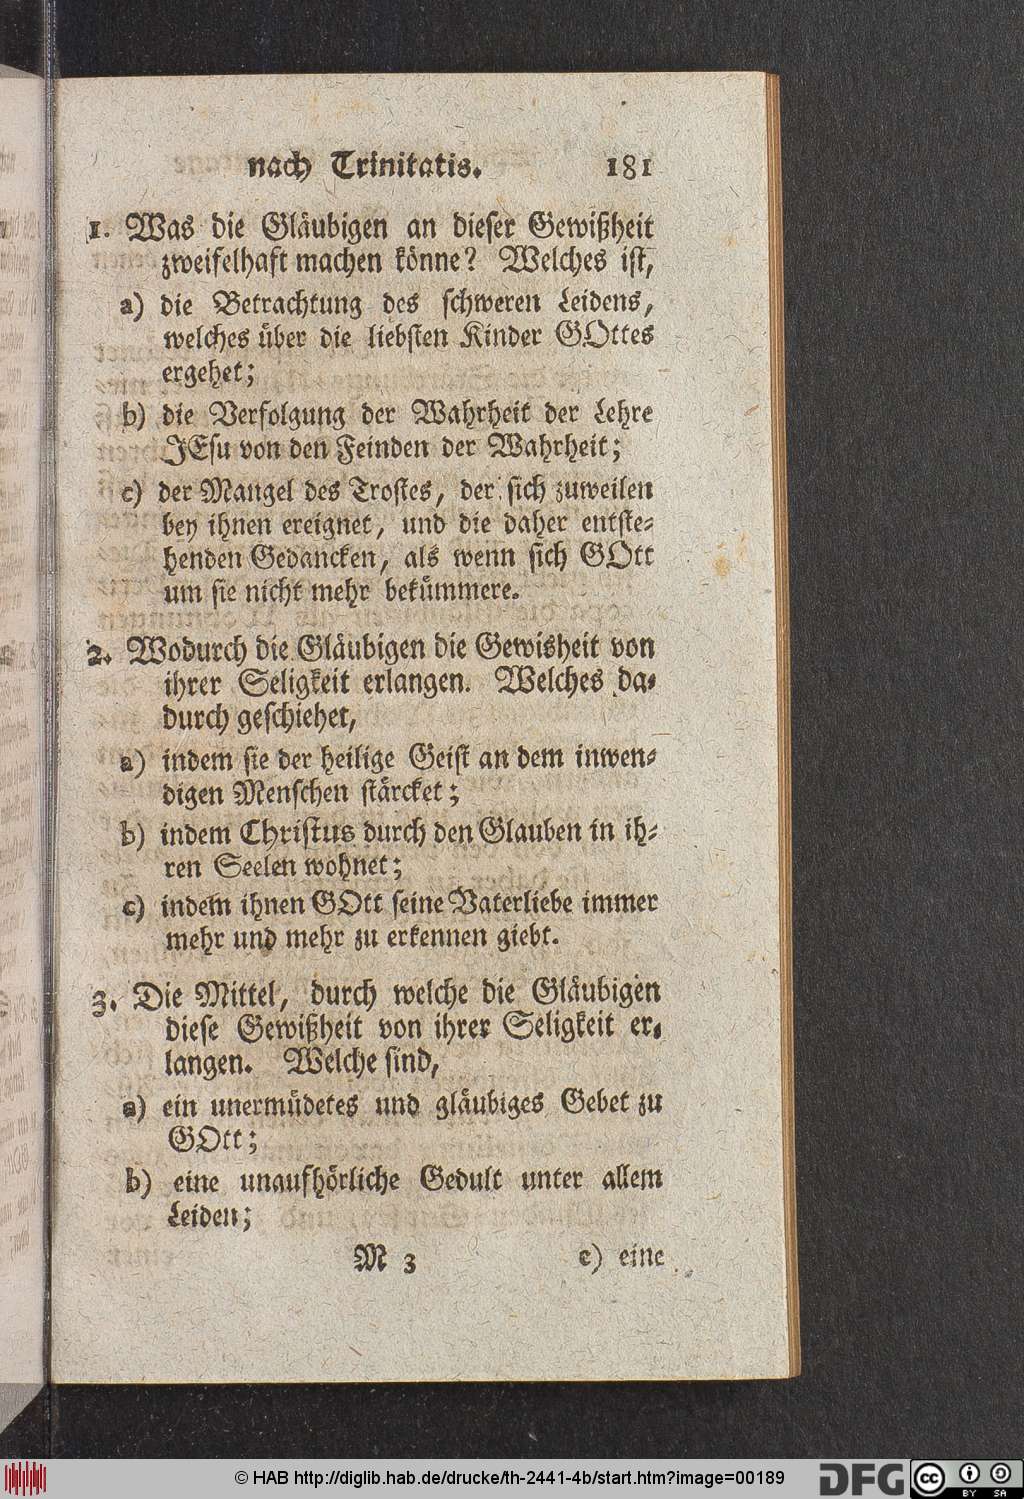 nach Trinitatis. 181
1. Was die Gläubigen an dieser Gewißheit
zweifelhaft machen könne? Welches ist,
a) die Betrachtung des schweren Leidens,
welches über die liebsten Kinder GOttes
ergehet;
b) die Verfolgung der Wahrheit der Lehre
JEsu von den Feinden der Wahrheit;
c) der Mangel des Trostes, der sich zuweilen
bey ihnen ereignet, und die daher entste-
henden Gedancken, als wenn sich GOtt
um sie nicht mehr bekümmere.
2. Wodurch die Gläubigen die Gewisheit von
ihrer Seligkeit erlangen. Welches da-
durch geschiehet,
a) indem sie der heilige Geist an dem inwen-
digen Menschen stärcket;
b) indem Christus durch den Glauben in ih-
ren Seelen wohnet;
c) indem ihnen GOtt seine Vaterliebe immer
mehr und mehr zu erkennen giebt.
3. Die Mittel, durch welche die Gläubigen
diese Gewißheit von ihrer Seligkeit er-
langen. Welche sind,
a) ein unermüdetes und gläubiges Gebet zu
GOtt;
b) eine unaufhörliche Gedult unter allem
Leiden;
M 3 c) eine
© HAB http://diglib.hab.de/drucke/th-2441-4b/start.htm?image=00189
DFG
cc BY SA